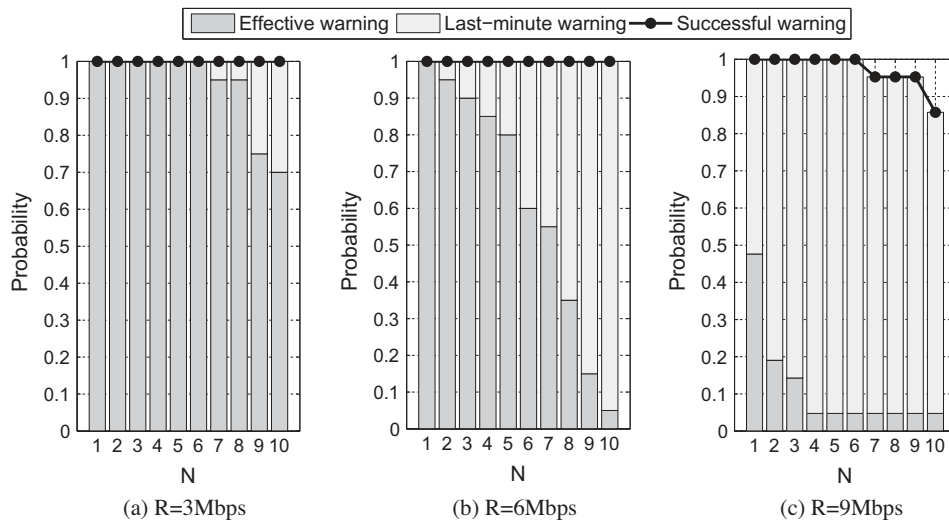 Effective warning
Last−minute warning
Successful warning
Probability
1
0.9
0.8
0.7
0.6
0.5
0.4
0.3
0.2
0.1
0
1 2 3 4 5 6 7 8 9 10
N
(a) R=3Mbps
Probability
1
0.9
0.8
0.7
0.6
0.5
0.4
0.3
0.2
0.1
0
1 2 3 4 5 6 7 8 9 10
N
(b) R=6Mbps
Probability
1
0.9
0.8
0.7
0.6
0.5
0.4
0.3
0.2
0.1
0
1 2 3 4 5 6 7 8 9 10
N
(c) R=9Mbps